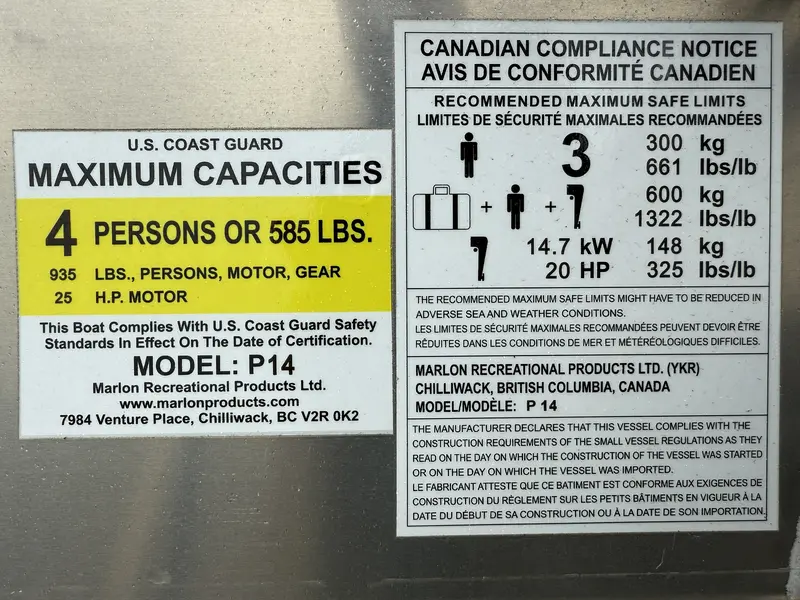 U.S. COAST GUARD
MAXIMUM CAPACITIES
4 PERSONS OR 585 LBS.
935 LBS., PERSONS, MOTOR, GEAR
25 H.P. MOTOR
This Boat Complies With U.S. Coast Guard Safety
Standards In Effect On The Date of Certification.
MODEL: P14
Marlon Recreational Products Ltd.
www.marlonproducts.com
7984 Venture Place, Chilliwack, BC V2R 0K2
CANADIAN COMPLIANCE NOTICE
AVIS DE CONFORMITÉ CANADIEN
RECOMMENDED MAXIMUM SAFE LIMITS
LIMITES DE SÉCURITÉ MAXIMALES RECOMMANDÉES
3 300 kg
661 lbs/lb
+ + 600 kg
1322 lbs/lb
14.7 kW 148 kg
20 HP 325 lbs/lb
THE RECOMMENDED MAXIMUM SAFE LIMITS MIGHT HAVE TO BE REDUCED IN
ADVERSE SEA AND WEATHER CONDITIONS.
LES LIMITES DE SÉCURITÉ MAXIMALES RECOMMANDÉES PEUVENT DEVOIR ÊTRE
RÉDUITES DANS LES CONDITIONS DE MER ET MÉTÉREOLOGIQUES DIFFICILES.
MARLON RECREATIONAL PRODUCTS LTD. (YKR)
CHILLIWACK, BRITISH COLUMBIA, CANADA
MODEL/MODÈLE: P 14
THE MANUFACTURER DECLARES THAT THIS VESSEL COMPLIES WITH THE
CONSTRUCTION REQUIREMENTS OF THE SMALL VESSEL REGULATIONS AS THEY
READ ON THE DAY ON WHICH THE CONSTRUCTION OF THE VESSEL WAS STARTED
OR ON THE DAY ON WHICH THE VESSEL WAS IMPORTED.
LE FABRICANT ATTESTE QUE CE BATIMENT EST CONFORME AUX EXIGENCES DE
CONSTRUCTION DU RÈGLEMENT SUR LES PETITS BÂTIMENTS EN VIGUEUR À LA
DATE DU DÉBUT DE SA CONSTRUCTION OU À LA DATE DE SON IMPORTATION.